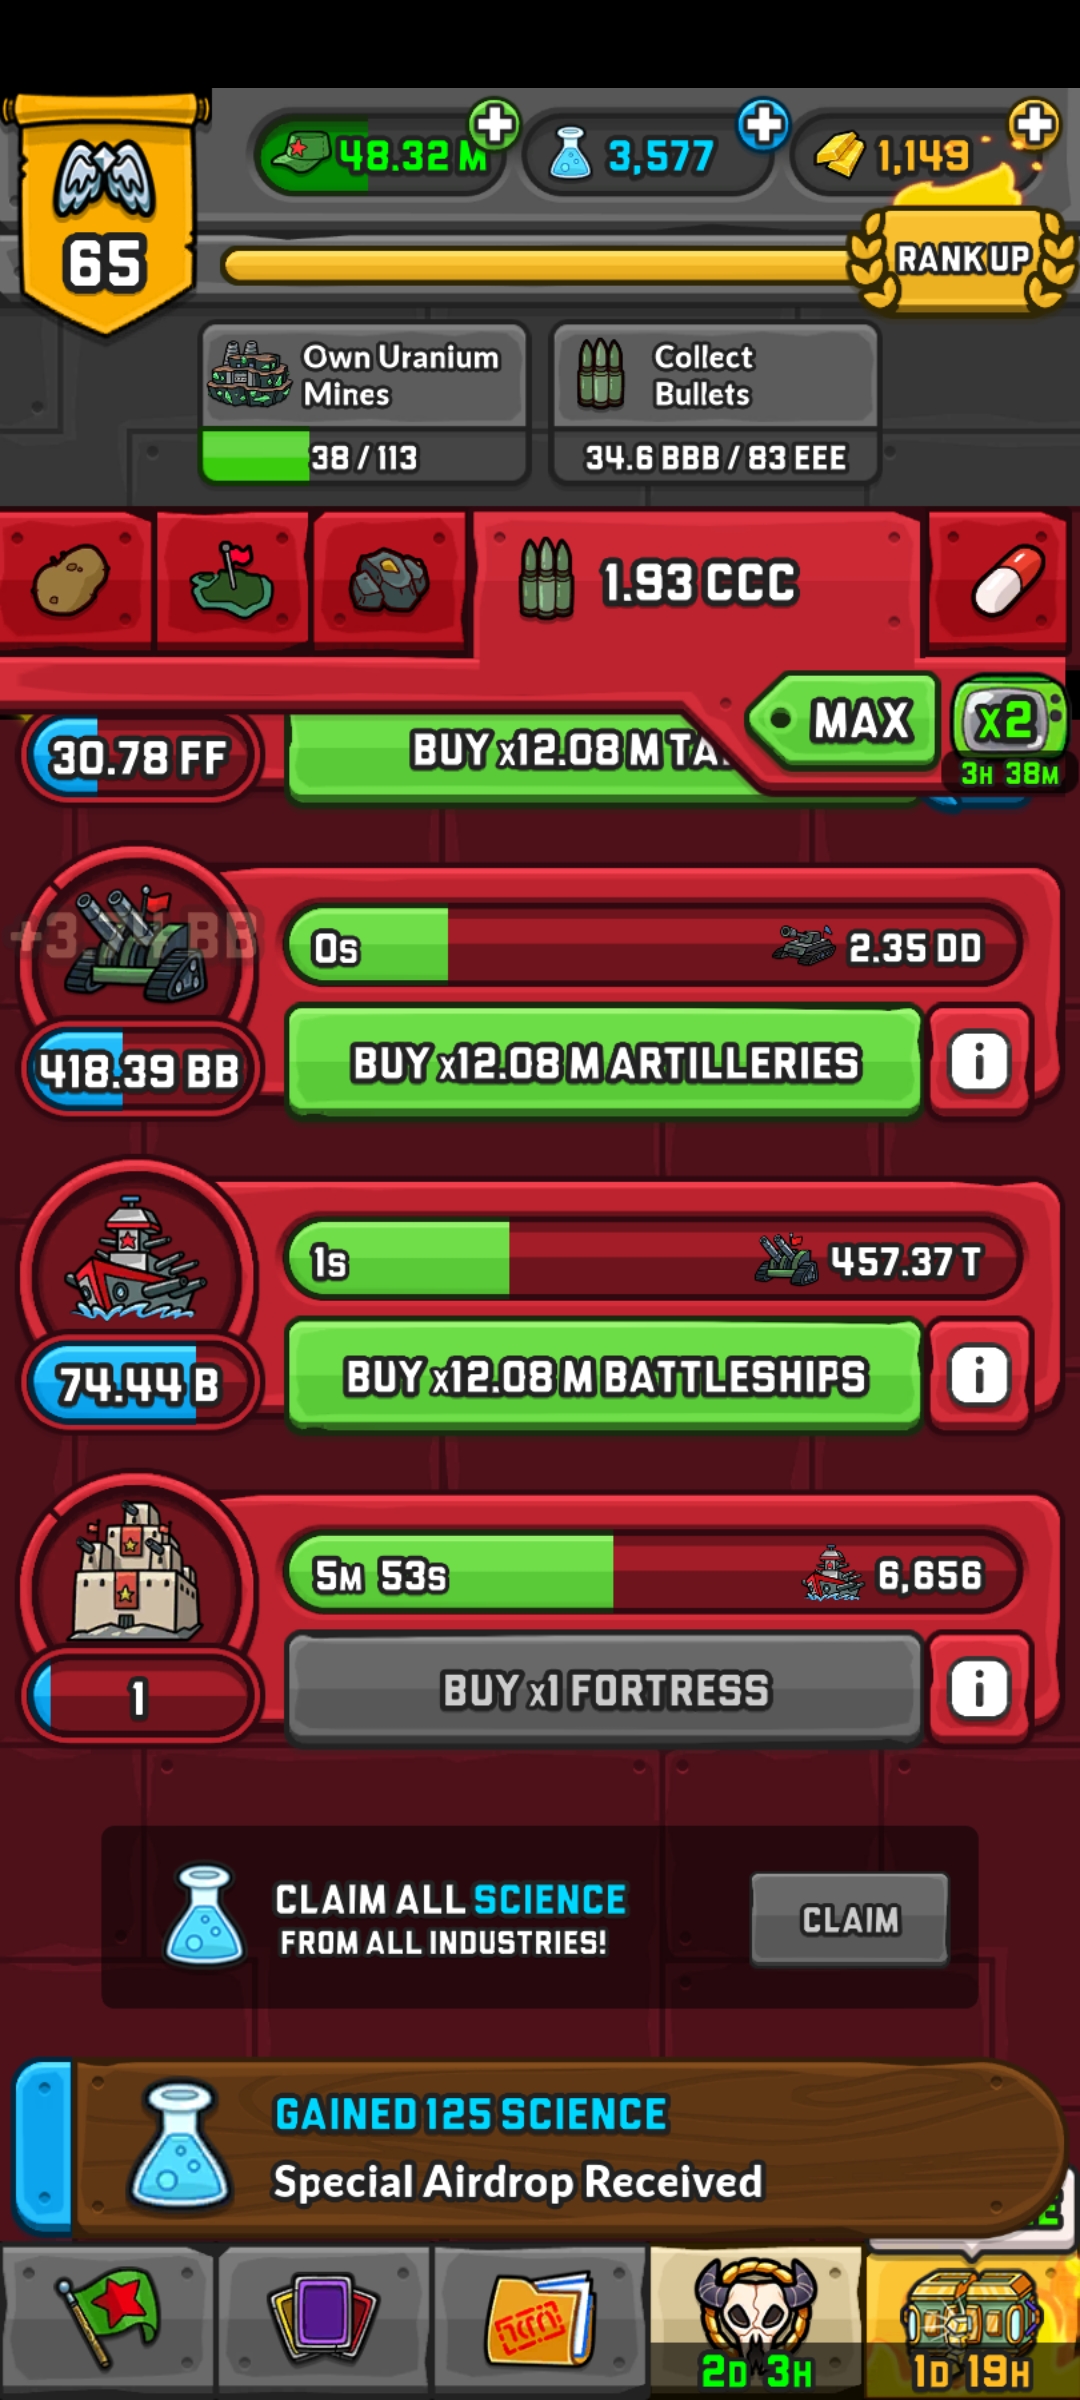 48.32 M
3,577
1,149
65
RANK UP
Own Uranium
Mines
38 / 113
Collect
Bullets
34.6 BBB / 83 EEE
1.93 CCC
MAX
x2
3H 38M
30.78 FF
BUY x12.08 M TA
0s
2.35 DD
418.39 BB
BUY x12.08 M ARTILLERIES
i
1s
457.37 T
74.44 B
BUY x12.08 M BATTLESHIPS
i
5M 53s
6,656
1
BUY x1 FORTRESS
i
CLAIM ALL SCIENCE
FROM ALL INDUSTRIES!
CLAIM
GAINED 125 SCIENCE
Special Airdrop Received
2D 3H
1D 19H